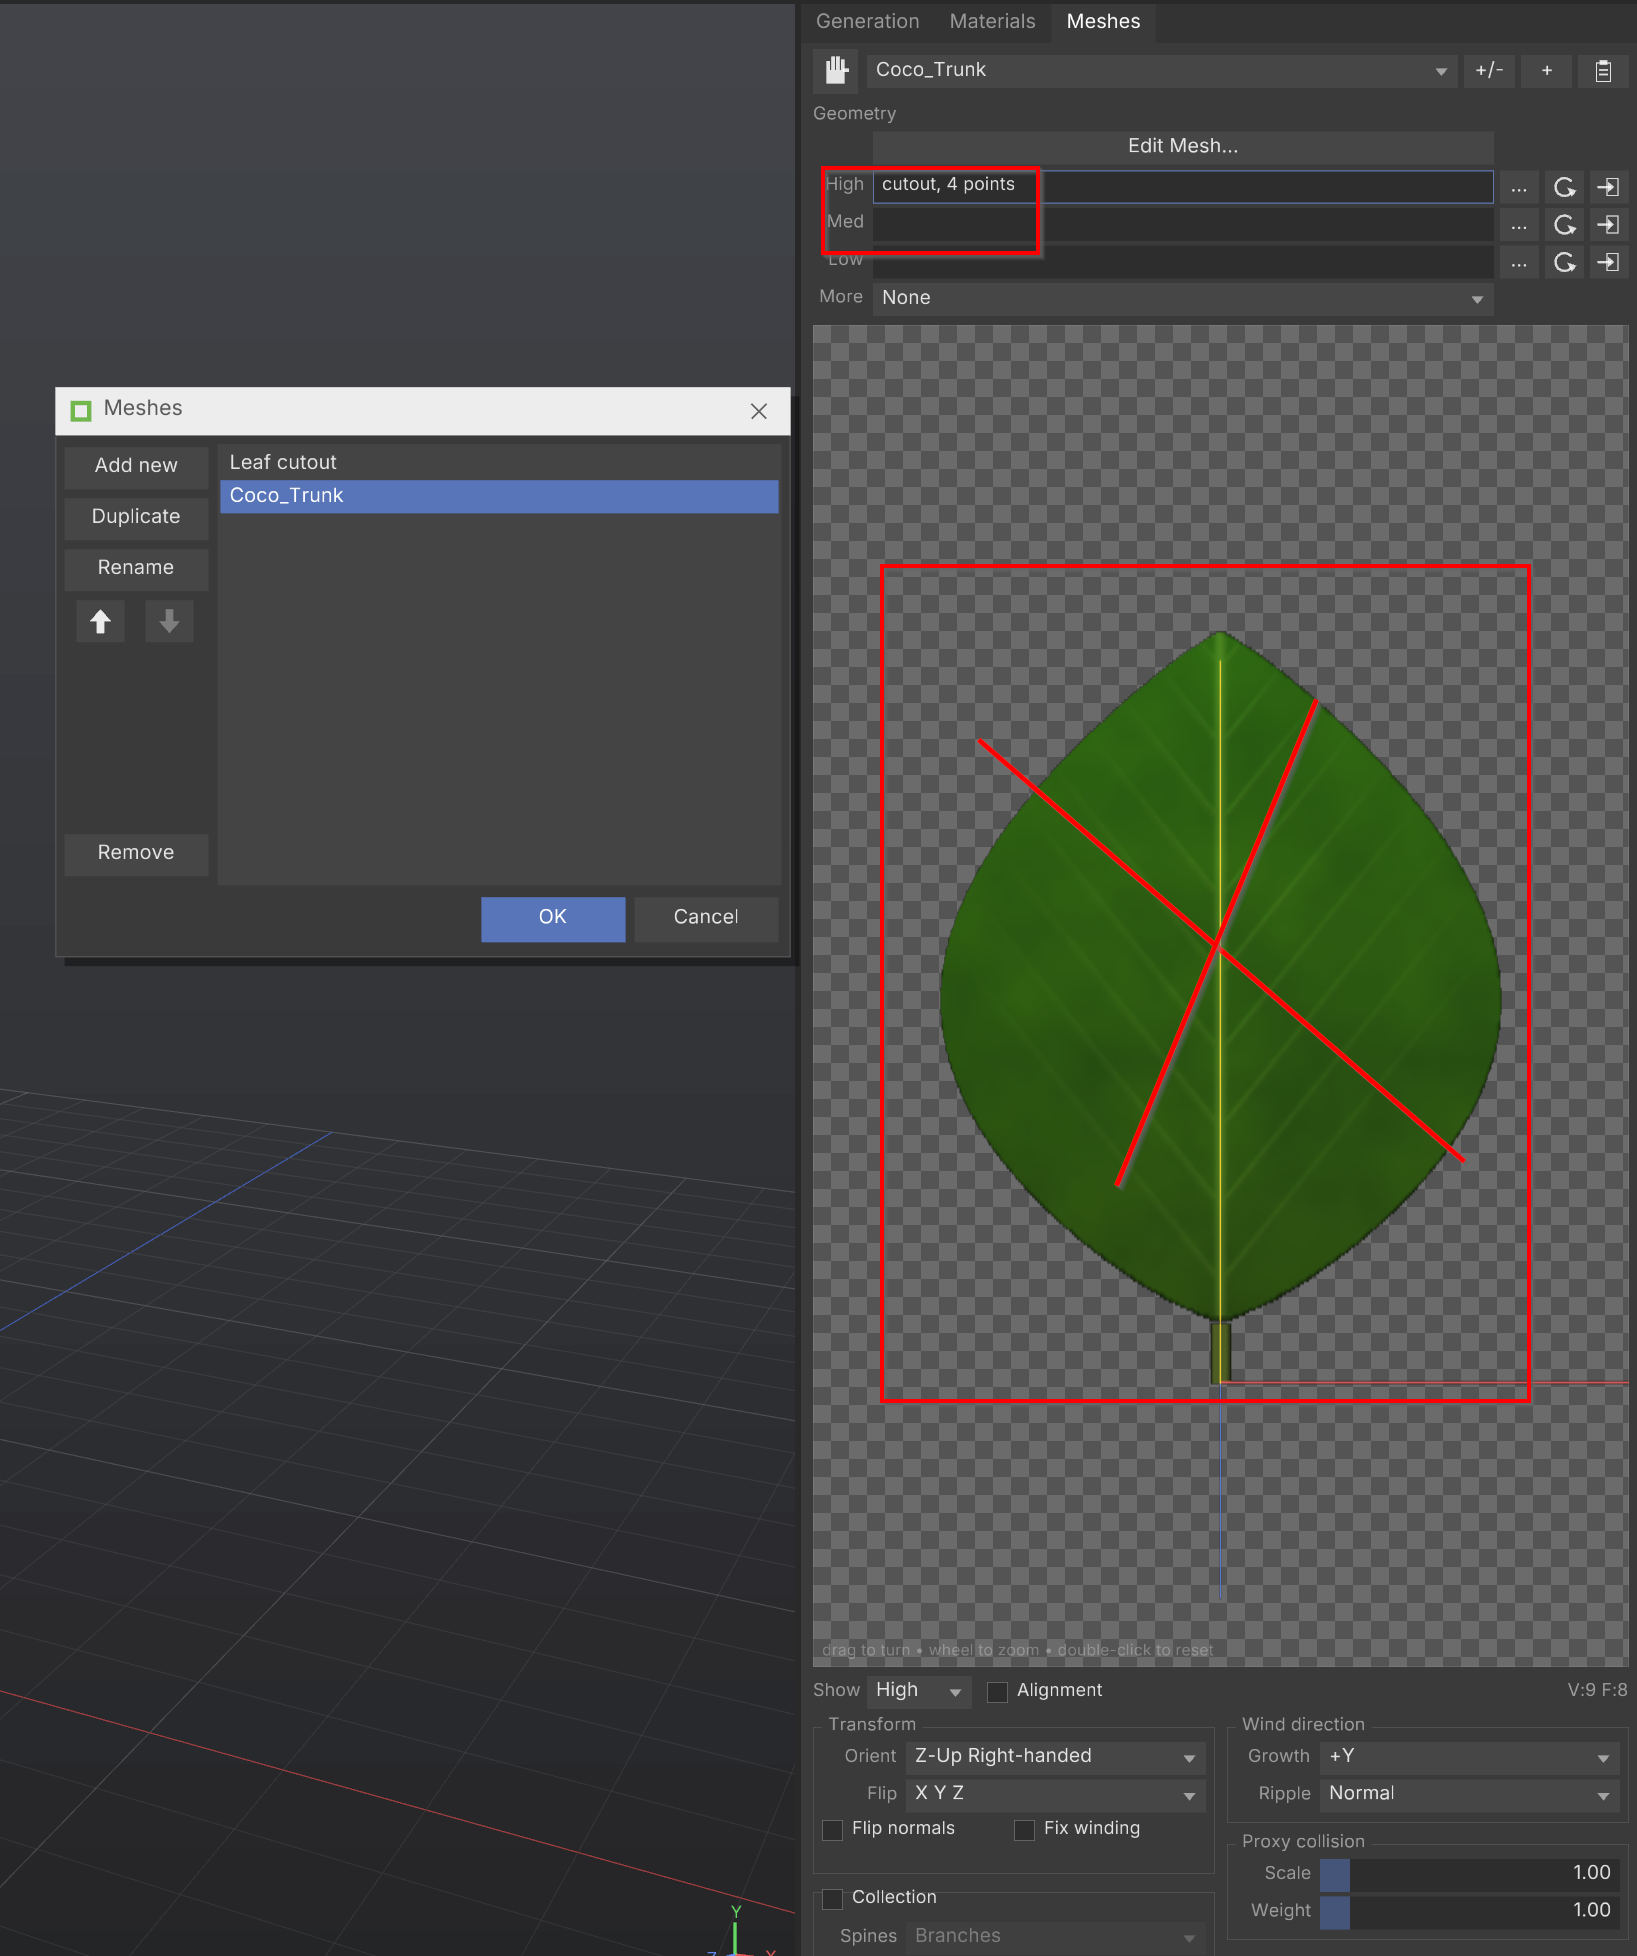 Generation Materials Meshes
Coco_Trunk +/- +
Geometry
Edit Mesh...
High cutout, 4 points ...
Med ...
Low ...
More None
Meshes
Add new
Duplicate
Rename
Remove
Leaf cutout
Coco_Trunk
OK Cancel
drag to turn • wheel to zoom • double-click to reset
Show High Alignment V:9 F:8
Transform
Orient Z-Up Right-handed
Flip X Y Z
Flip normals Fix winding
Collection
Spines Branches
Wind direction
Growth +Y
Ripple Normal
Proxy collision
Scale 1.00
Weight 1.00
Y
Z X